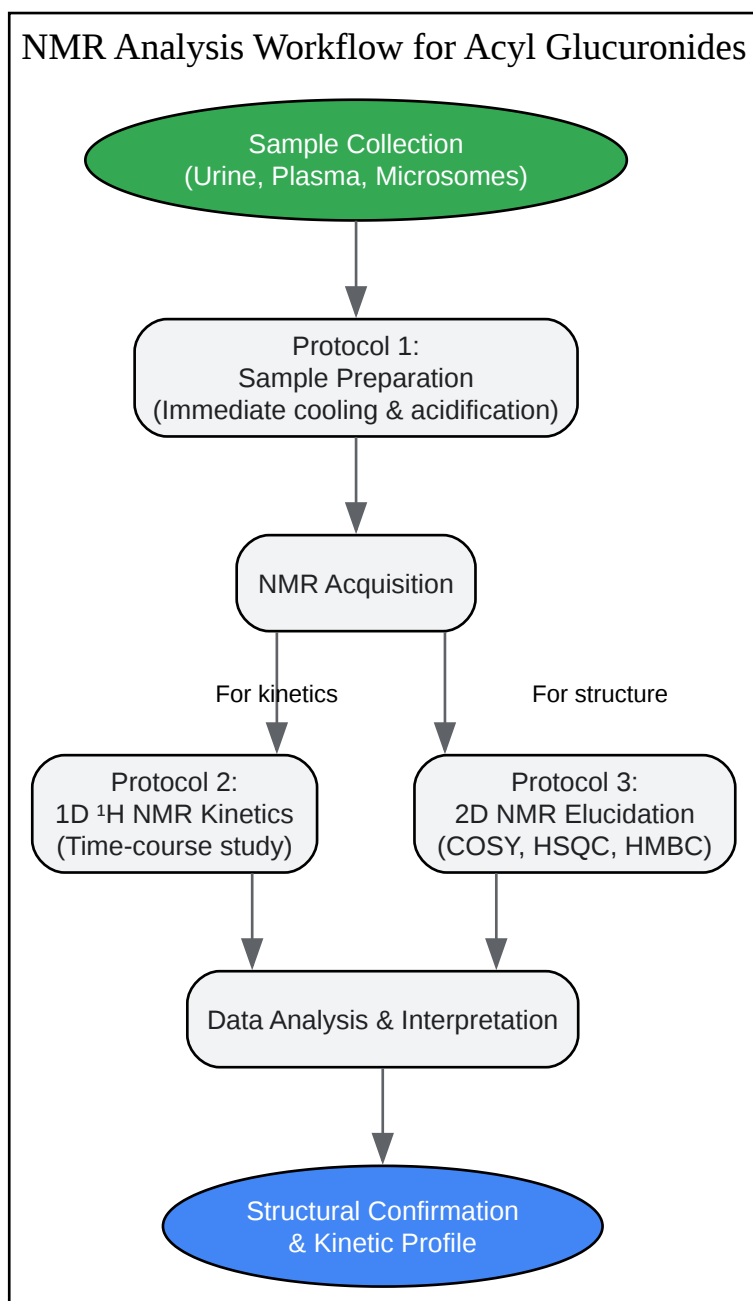 NMR Analysis Workflow for Acyl Glucuronides
Sample Collection
(Urine, Plasma, Microsomes)
Protocol 1:
Sample Preparation
(Immediate cooling & acidification)
NMR Acquisition
For kinetics
For structure
Protocol 2:
1D ¹H NMR Kinetics
(Time-course study)
Protocol 3:
2D NMR Elucidation
(COSY, HSQC, HMBC)
Data Analysis & Interpretation
Structural Confirmation
& Kinetic Profile